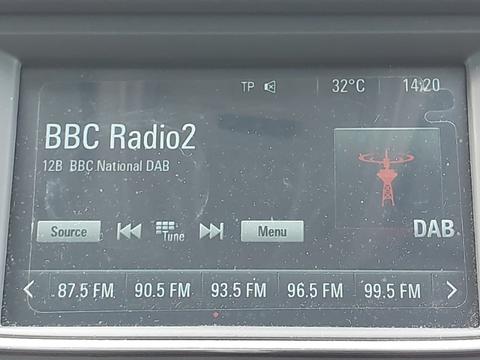 TP 32°C 14:20
BBC Radio2
12B BBC National DAB
DAB
Source Tune Menu
87.5 FM 90.5 FM 93.5 FM 96.5 FM 99.5 FM